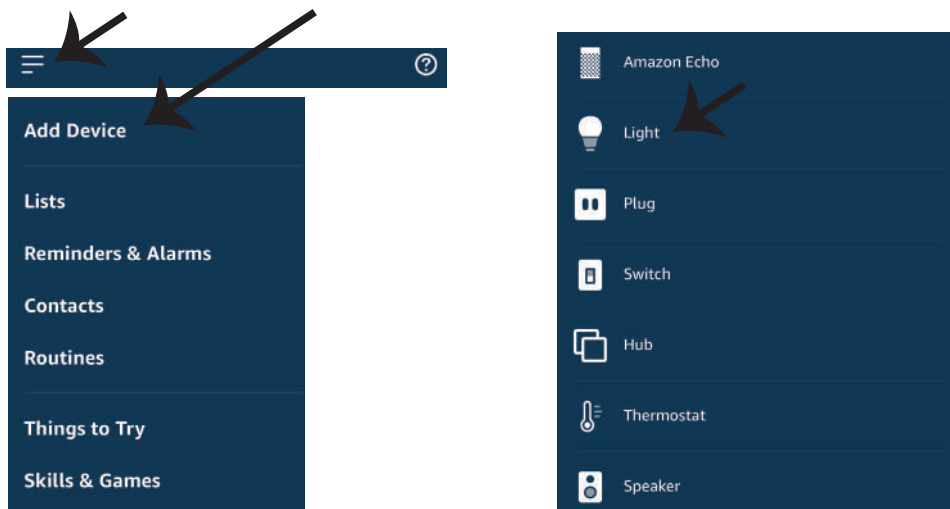 Add Device
Lists
Reminders & Alarms
Contacts
Routines
Things to Try
Skills & Games
Amazon Echo
Light
Plug
Switch
Hub
Thermostat
Speaker